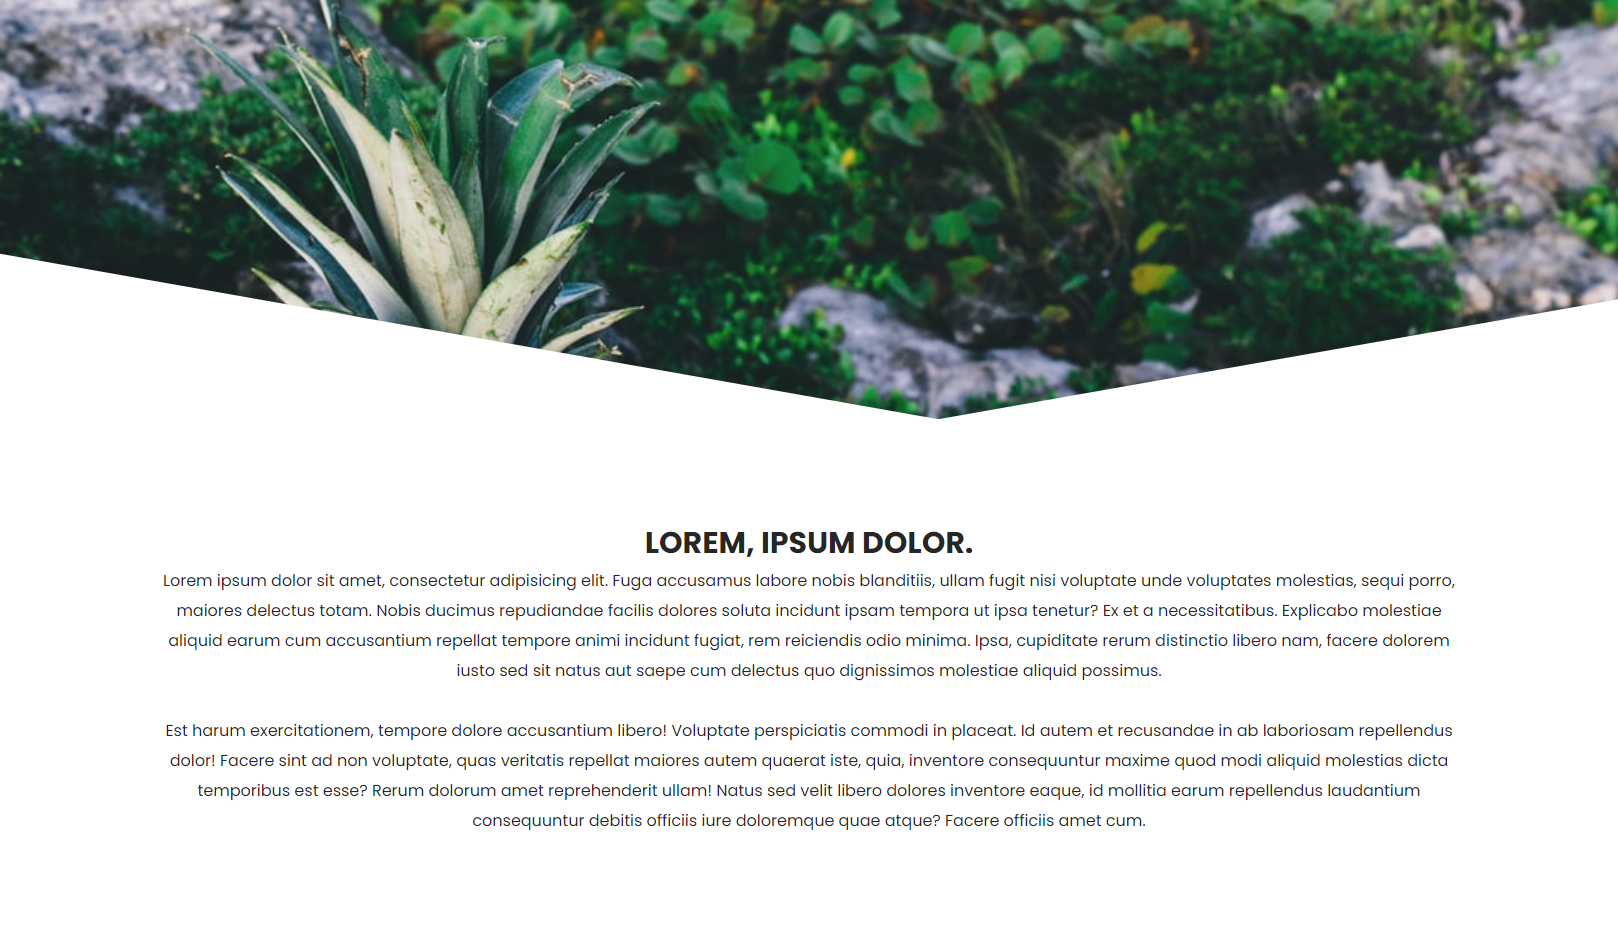 LOREM, IPSUM DOLOR.
Lorem ipsum dolor sit amet, consectetur adipisicing elit. Fuga accusamus labore nobis blanditiis, ullam fugit nisi voluptate unde voluptates molestias, sequi porro,
maiores delectus totam. Nobis ducimus repudiandae facilis dolores soluta incidunt ipsam tempora ut ipsa tenetur? Ex et a necessitatibus. Explicabo molestiae
aliquid earum cum accusantium repellat tempore animi incidunt fugiat, rem reiciendis odio minima. Ipsa, cupiditate rerum distinctio libero nam, facere dolorem
iusto sed sit natus aut saepe cum delectus quo dignissimos molestiae aliquid possimus.
Est harum exercitationem, tempore dolore accusantium libero! Voluptate perspiciatis commodi in placeat. Id autem et recusandae in ab laboriosam repellendus
dolor! Facere sint ad non voluptate, quas veritatis repellat maiores autem quaerat iste, quia, inventore consequuntur maxime quod modi aliquid molestias dicta
temporibus est esse? Rerum dolorum amet reprehenderit ullam! Natus sed velit libero dolores inventore eaque, id mollitia earum repellendus laudantium
consequuntur debitis officiis iure doloremque quae atque? Facere officiis amet cum.